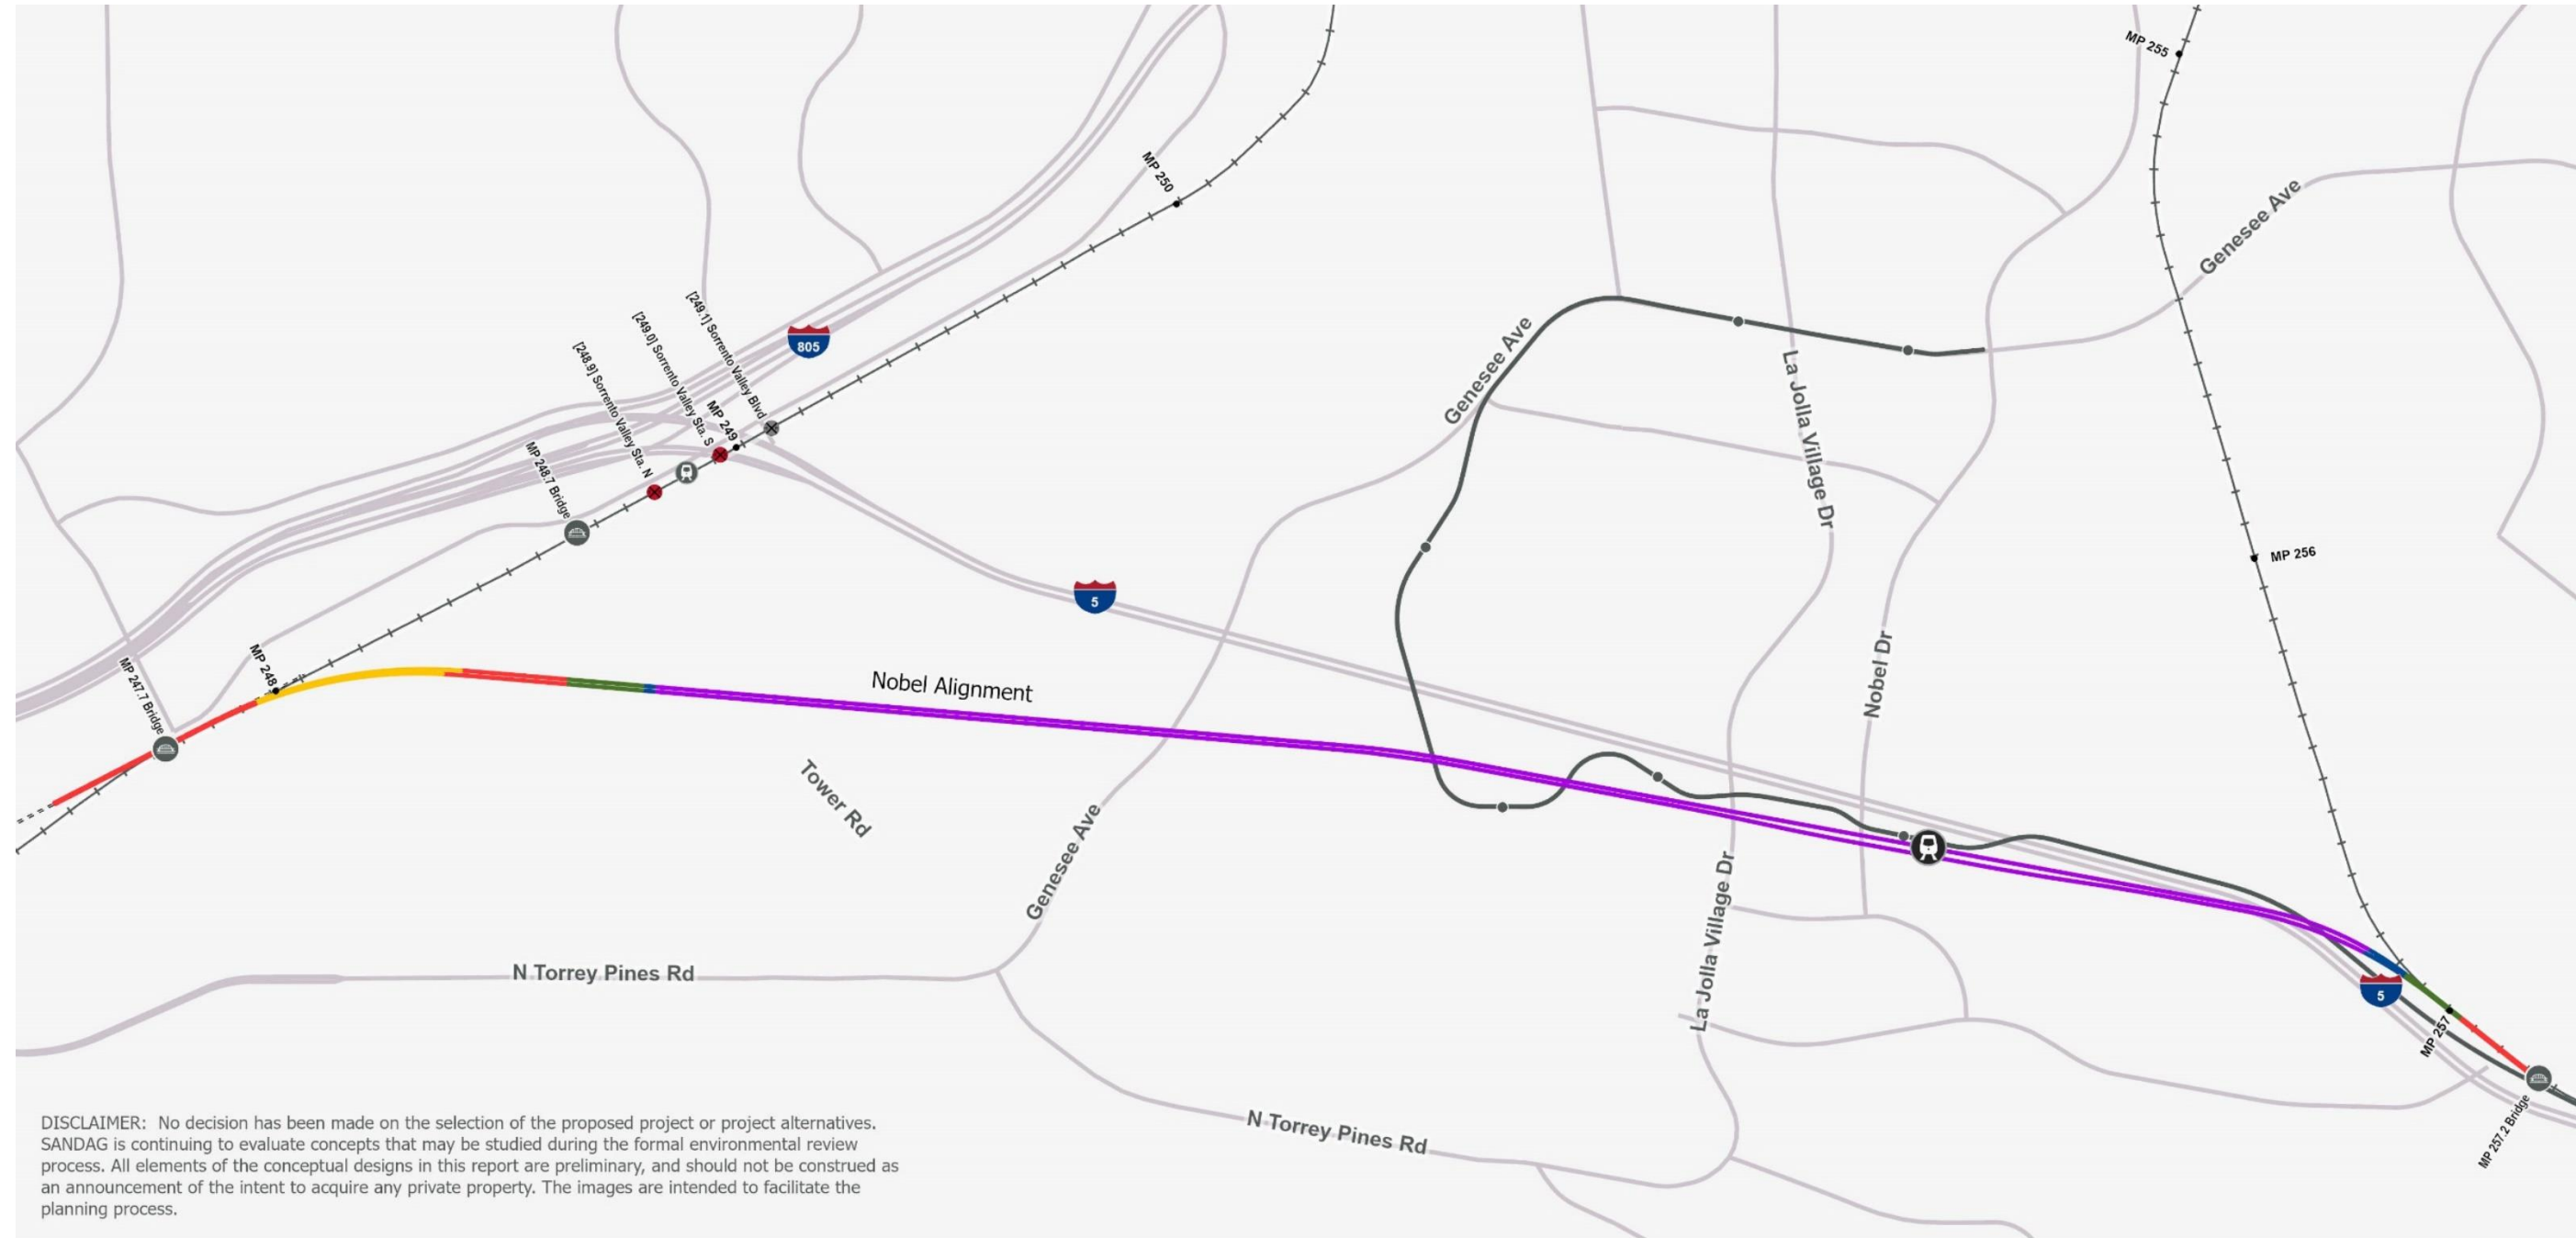 MP 255
MP 250
Genesee Ave
[249.1] Sorrento Valley Blvd
[249.0] Sorrento Valley Sta. S
[248.9] Sorrento Valley Sta. N
805
Genesee Ave
La Jolla Village Dr
MP 249
MP 248.7 Bridge
MP 256
5
Nobel Dr
MP 248
MP 247.7 Bridge
Nobel Alignment
Tower Rd
Genesee Ave
La Jolla Village Dr
N Torrey Pines Rd
5
MP 257
MP 257.2 Bridge
N Torrey Pines Rd
DISCLAIMER: No decision has been made on the selection of the proposed project or project alternatives.
SANDAG is continuing to evaluate concepts that may be studied during the formal environmental review
process. All elements of the conceptual designs in this report are preliminary, and should not be construed as
an announcement of the intent to acquire any private property. The images are intended to facilitate the
planning process.